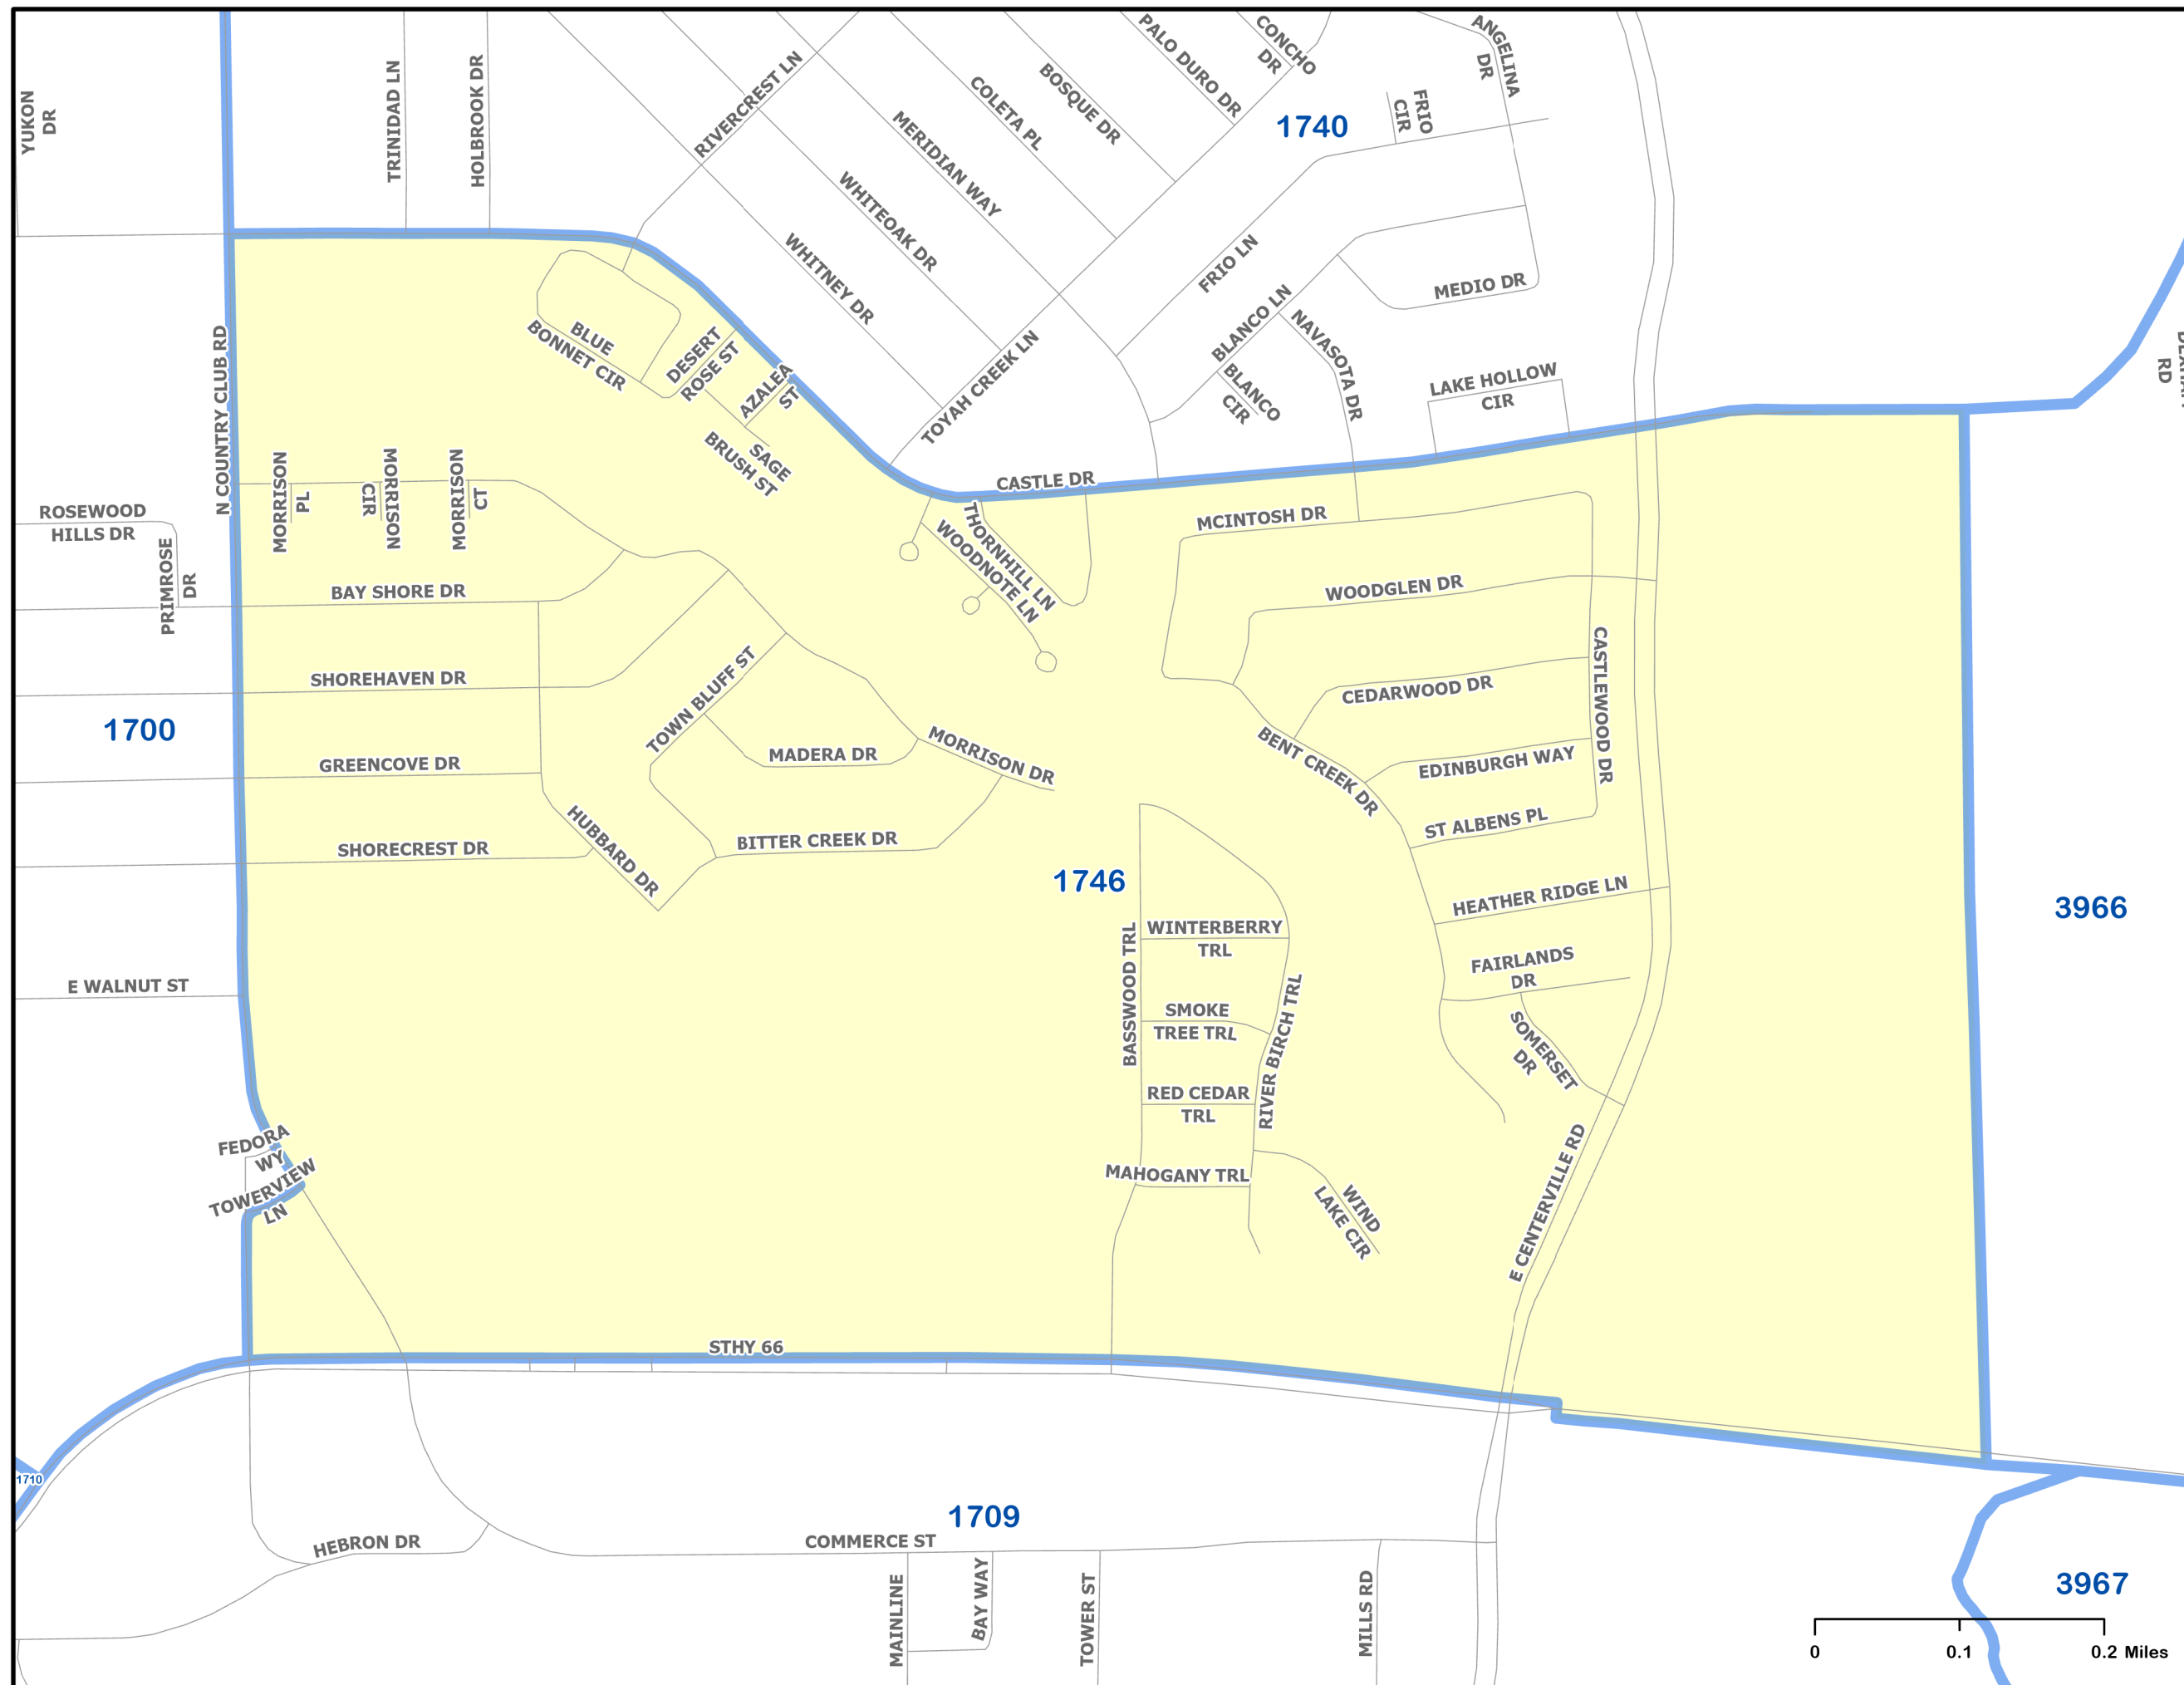 YUKON
DR
TRINIDAD LN
HOLBROOK DR
RIVERCREST LN
PALO DURO DR
CONCHO
DR
ANGELINA
DR
COLETA PL
BOSQUE DR
MERIDIAN WAY
1740
FRIO
CIR
WHITEOAK DR
WHITNEY DR
FRIO LN
MEDIO DR
BLANCO LN
NAVASOTA DR
BLANCO
CIR
LAKE HOLLOW
CIR
TOYAH CREEK LN
RD
N COUNTRY CLUB RD
BLUE
BONNET CIR
DESERT
ROSE ST
AZALEA
ST
SAGE
BRUSH ST
CASTLE DR
MORRISON
PL
MORRISON
CIR
MORRISON
CT
ROSEWOOD
HILLS DR
PRIMROSE
DR
THORNHILL LN
WOODNOTE LN
MCINTOSH DR
WOODGLEN DR
BAY SHORE DR
SHOREHAVEN DR
TOWN BLUFF ST
CASTLEWOOD DR
CEDARWOOD DR
1700
MADERA DR
MORRISON DR
BENT CREEK DR
EDINBURGH WAY
GREENCOVE DR
HUBBARD DR
BITTER CREEK DR
ST ALBENS PL
SHORECREST DR
1746
HEATHER RIDGE LN
3966
BASSWOOD TRL
WINTERBERRY
TRL
FAIRLANDS
DR
E WALNUT ST
SMOKE
TREE TRL
RIVER BIRCH TRL
SOMERSET
DR
RED CEDAR
TRL
FEDORA
WY
TOWERVIEW
LN
MAHOGANY TRL
WIND
LAKE CIR
E CENTERVILLE RD
STHY 66
1710
1709
HEBRON DR
COMMERCE ST
MAINLINE
BAY WAY
TOWER ST
MILLS RD
3967
0
0.1
0.2 Miles